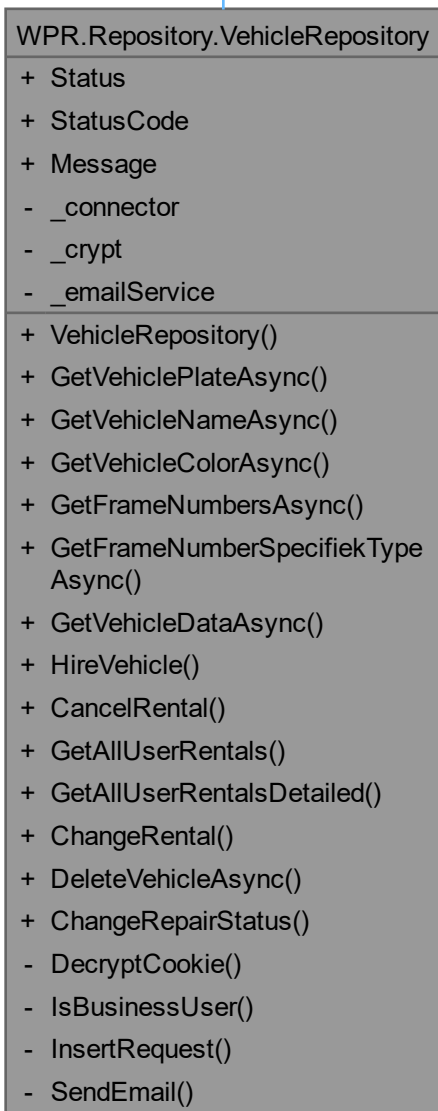 WPR.Repository.VehicleRepository
+ Status
+ StatusCode
+ Message
- _connector
- _crypt
- _emailService
+ VehicleRepository()
+ GetVehiclePlateAsync()
+ GetVehicleNameAsync()
+ GetVehicleColorAsync()
+ GetFrameNumbersAsync()
+ GetFrameNumberSpecifiekType
Async()
+ GetVehicleDataAsync()
+ HireVehicle()
+ CancelRental()
+ GetAllUserRentals()
+ GetAllUserRentalsDetailed()
+ ChangeRental()
+ DeleteVehicleAsync()
+ ChangeRepairStatus()
- DecryptCookie()
- IsBusinessUser()
- InsertRequest()
- SendEmail()